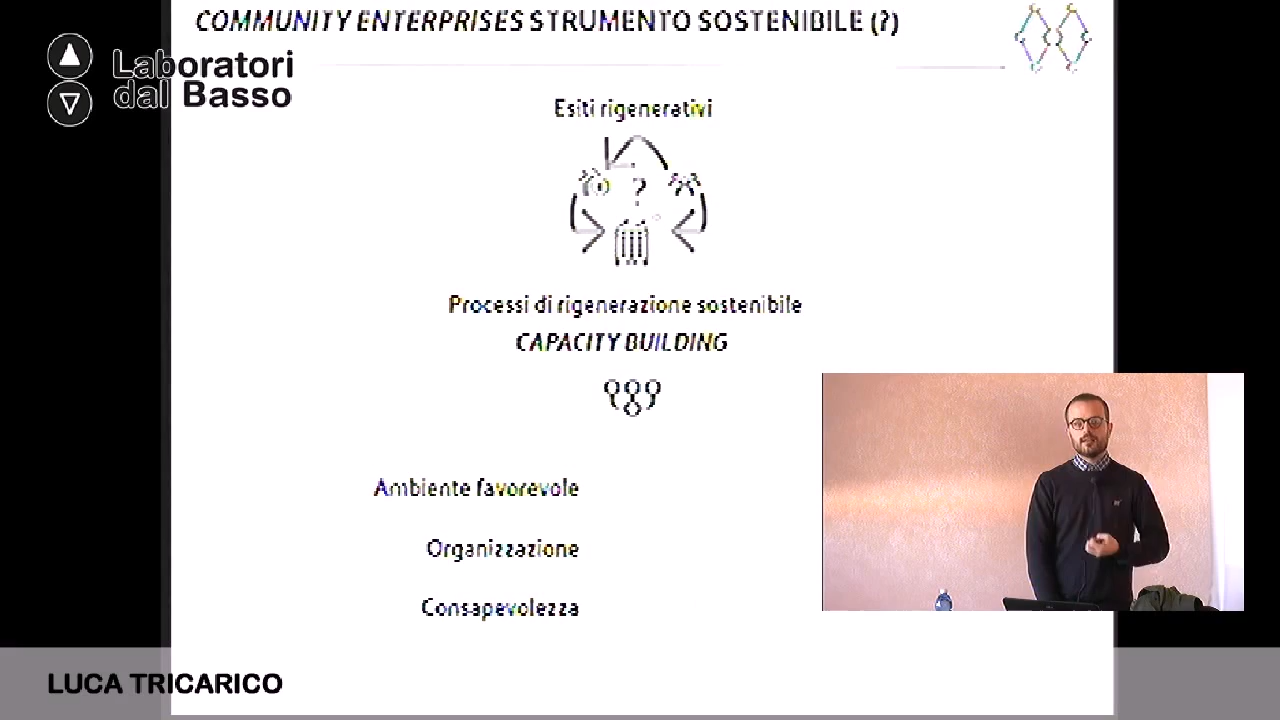 COMMUNITY ENTERPRISES STRUMENTO SOSTENIBILE (?)
Laboratori
dal Basso
Esiti rigenerativi
?
Processi di rigenerazione sostenibile
CAPACITY BUILDING
Ambiente favorevole
Organizzazione
Consapevolezza
LUCA TRICARICO